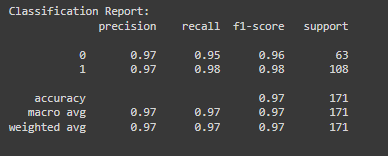 Classification Report:
precision recall f1-score support
0 0.97 0.95 0.96 63
1 0.97 0.98 0.98 108
accuracy 0.97 171
macro avg 0.97 0.97 0.97 171
weighted avg 0.97 0.97 0.97 171